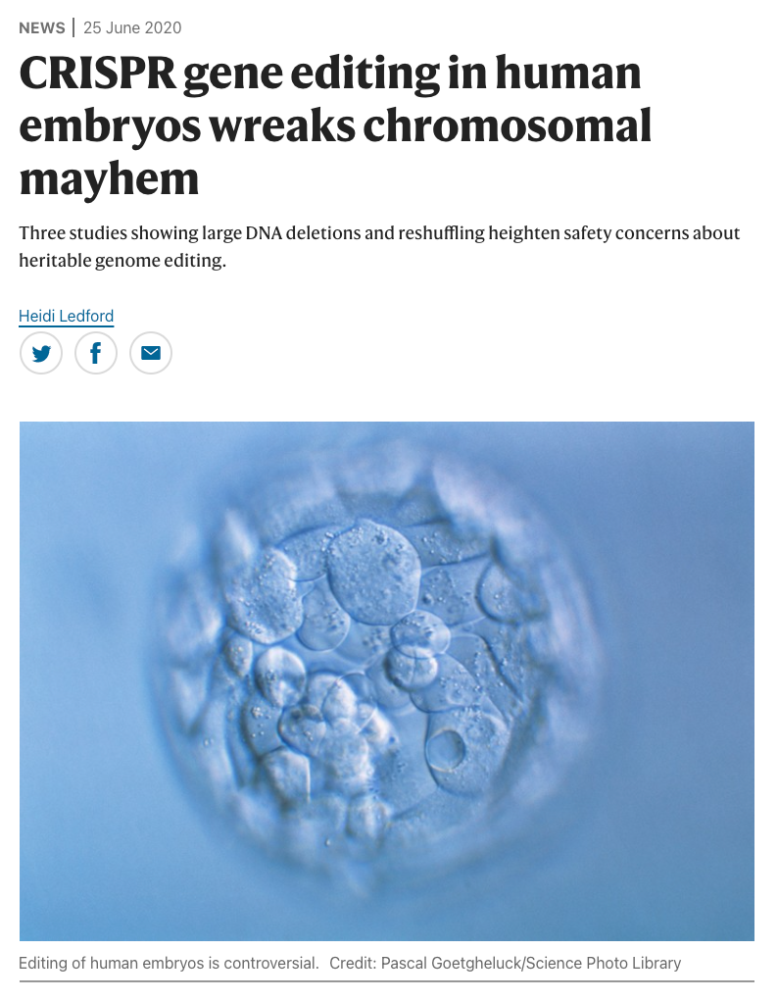 NEWS | 25 June 2020
CRISPR gene editing in human
embryos wreaks chromosomal
mayhem
Three studies showing large DNA deletions and reshuffling heighten safety concerns about
heritable genome editing.
Heidi Ledford
Editing of human embryos is controversial. Credit: Pascal Goetgheluck/Science Photo Library